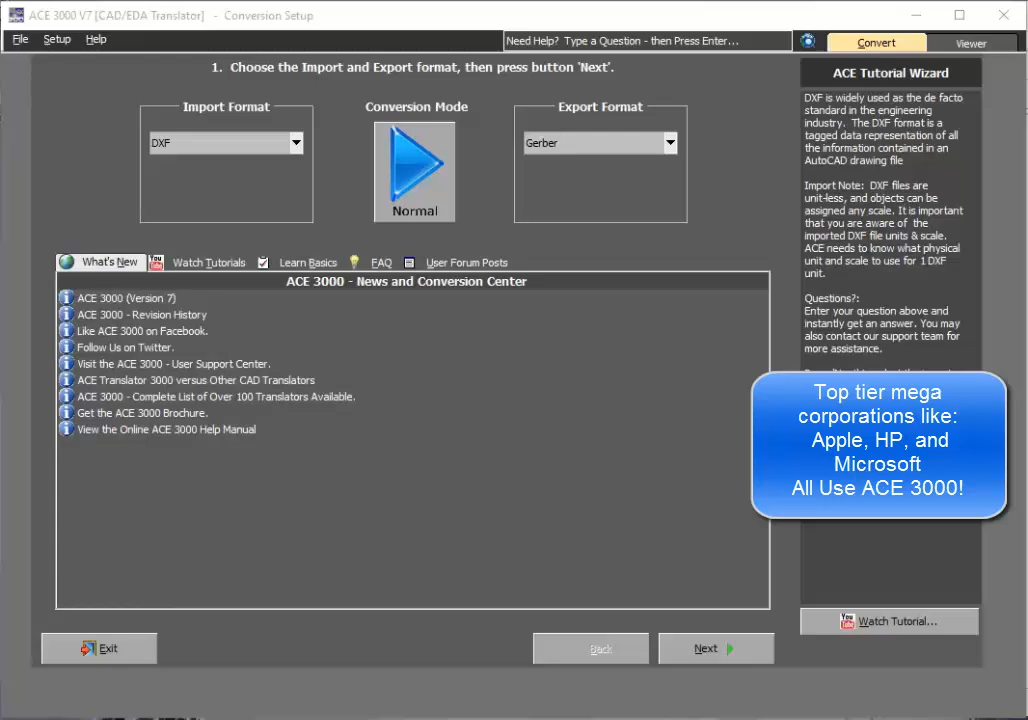 ACE 3000 V7 [CAD/EDA Translator]  -  Conversion Setup
File Setup Help
Need Help?  Type a Question - then Press Enter...
Convert
Viewer
1.  Choose the Import and Export format, then press button 'Next'.
Import Format
DXF
Conversion Mode
Normal
Export Format
Gerber
What's New
You Tube
Watch Tutorials
Learn Basics
FAQ
User Forum Posts
ACE 3000 - News and Conversion Center
ACE 3000 (Version 7)
ACE 3000 - Revision History
Like ACE 3000 on Facebook.
Follow Us on Twitter.
Visit the ACE 3000 - User Support Center.
ACE Translator 3000 versus Other CAD Translators
ACE 3000 - Complete List of Over 100 Translators Available.
Get the ACE 3000 Brochure.
View the Online ACE 3000 Help Manual
ACE Tutorial Wizard
DXF is widely used as the de facto
standard in the engineering
industry.  The DXF format is a
tagged data representation of all
the information contained in an
AutoCAD drawing file
Import Note:  DXF files are
unit-less, and objects can be
assigned any scale. It is important
that you are aware of  the
imported DXF file units & scale.
ACE needs to know what physical
unit and scale to use for 1 DXF
unit.
Questions?:
Enter your question above and
instantly get an answer. You may
also contact our support team for
more assistance.
Top tier mega
corporations like:
Apple, HP, and
Microsoft
All Use ACE 3000!
You Tube
Watch Tutorial...
Exit
Back
Next